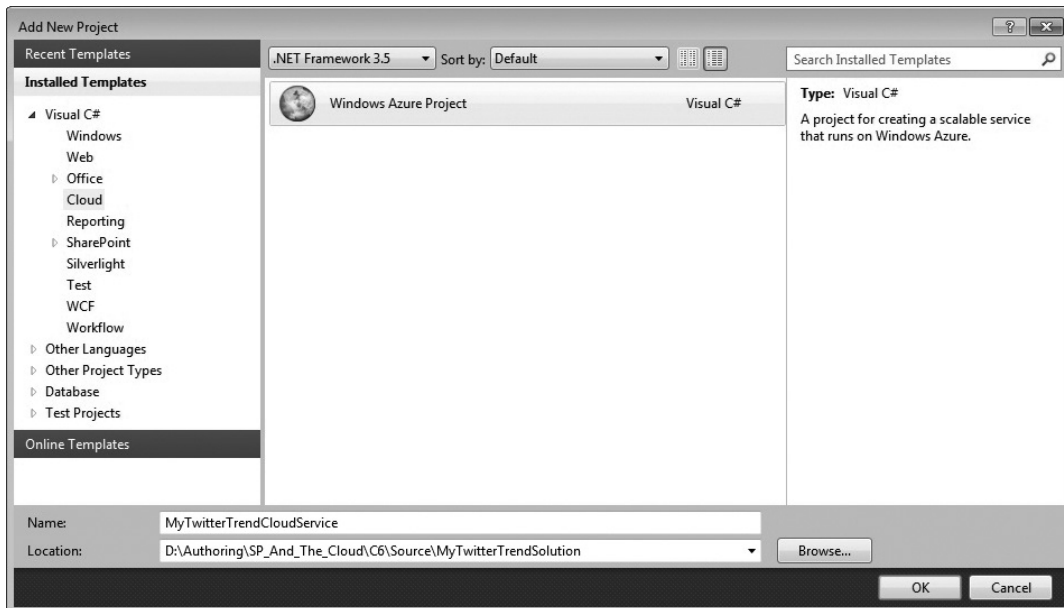 Add New Project
Recent Templates
Installed Templates
Visual C#
Windows
Web
Office
Cloud
Reporting
SharePoint
Silverlight
Test
WCF
Workflow
Other Languages
Other Project Types
Database
Test Projects
Online Templates
.NET Framework 3.5
Sort by: Default
Windows Azure Project Visual C#
Search Installed Templates
Type: Visual C#
A project for creating a scalable service
that runs on Windows Azure.
Name: MyTwitterTrendCloudService
Location: D:\Authoring\SP_And_The_Cloud\C6\Source\MyTwitterTrendSolution
Browse...
OK Cancel